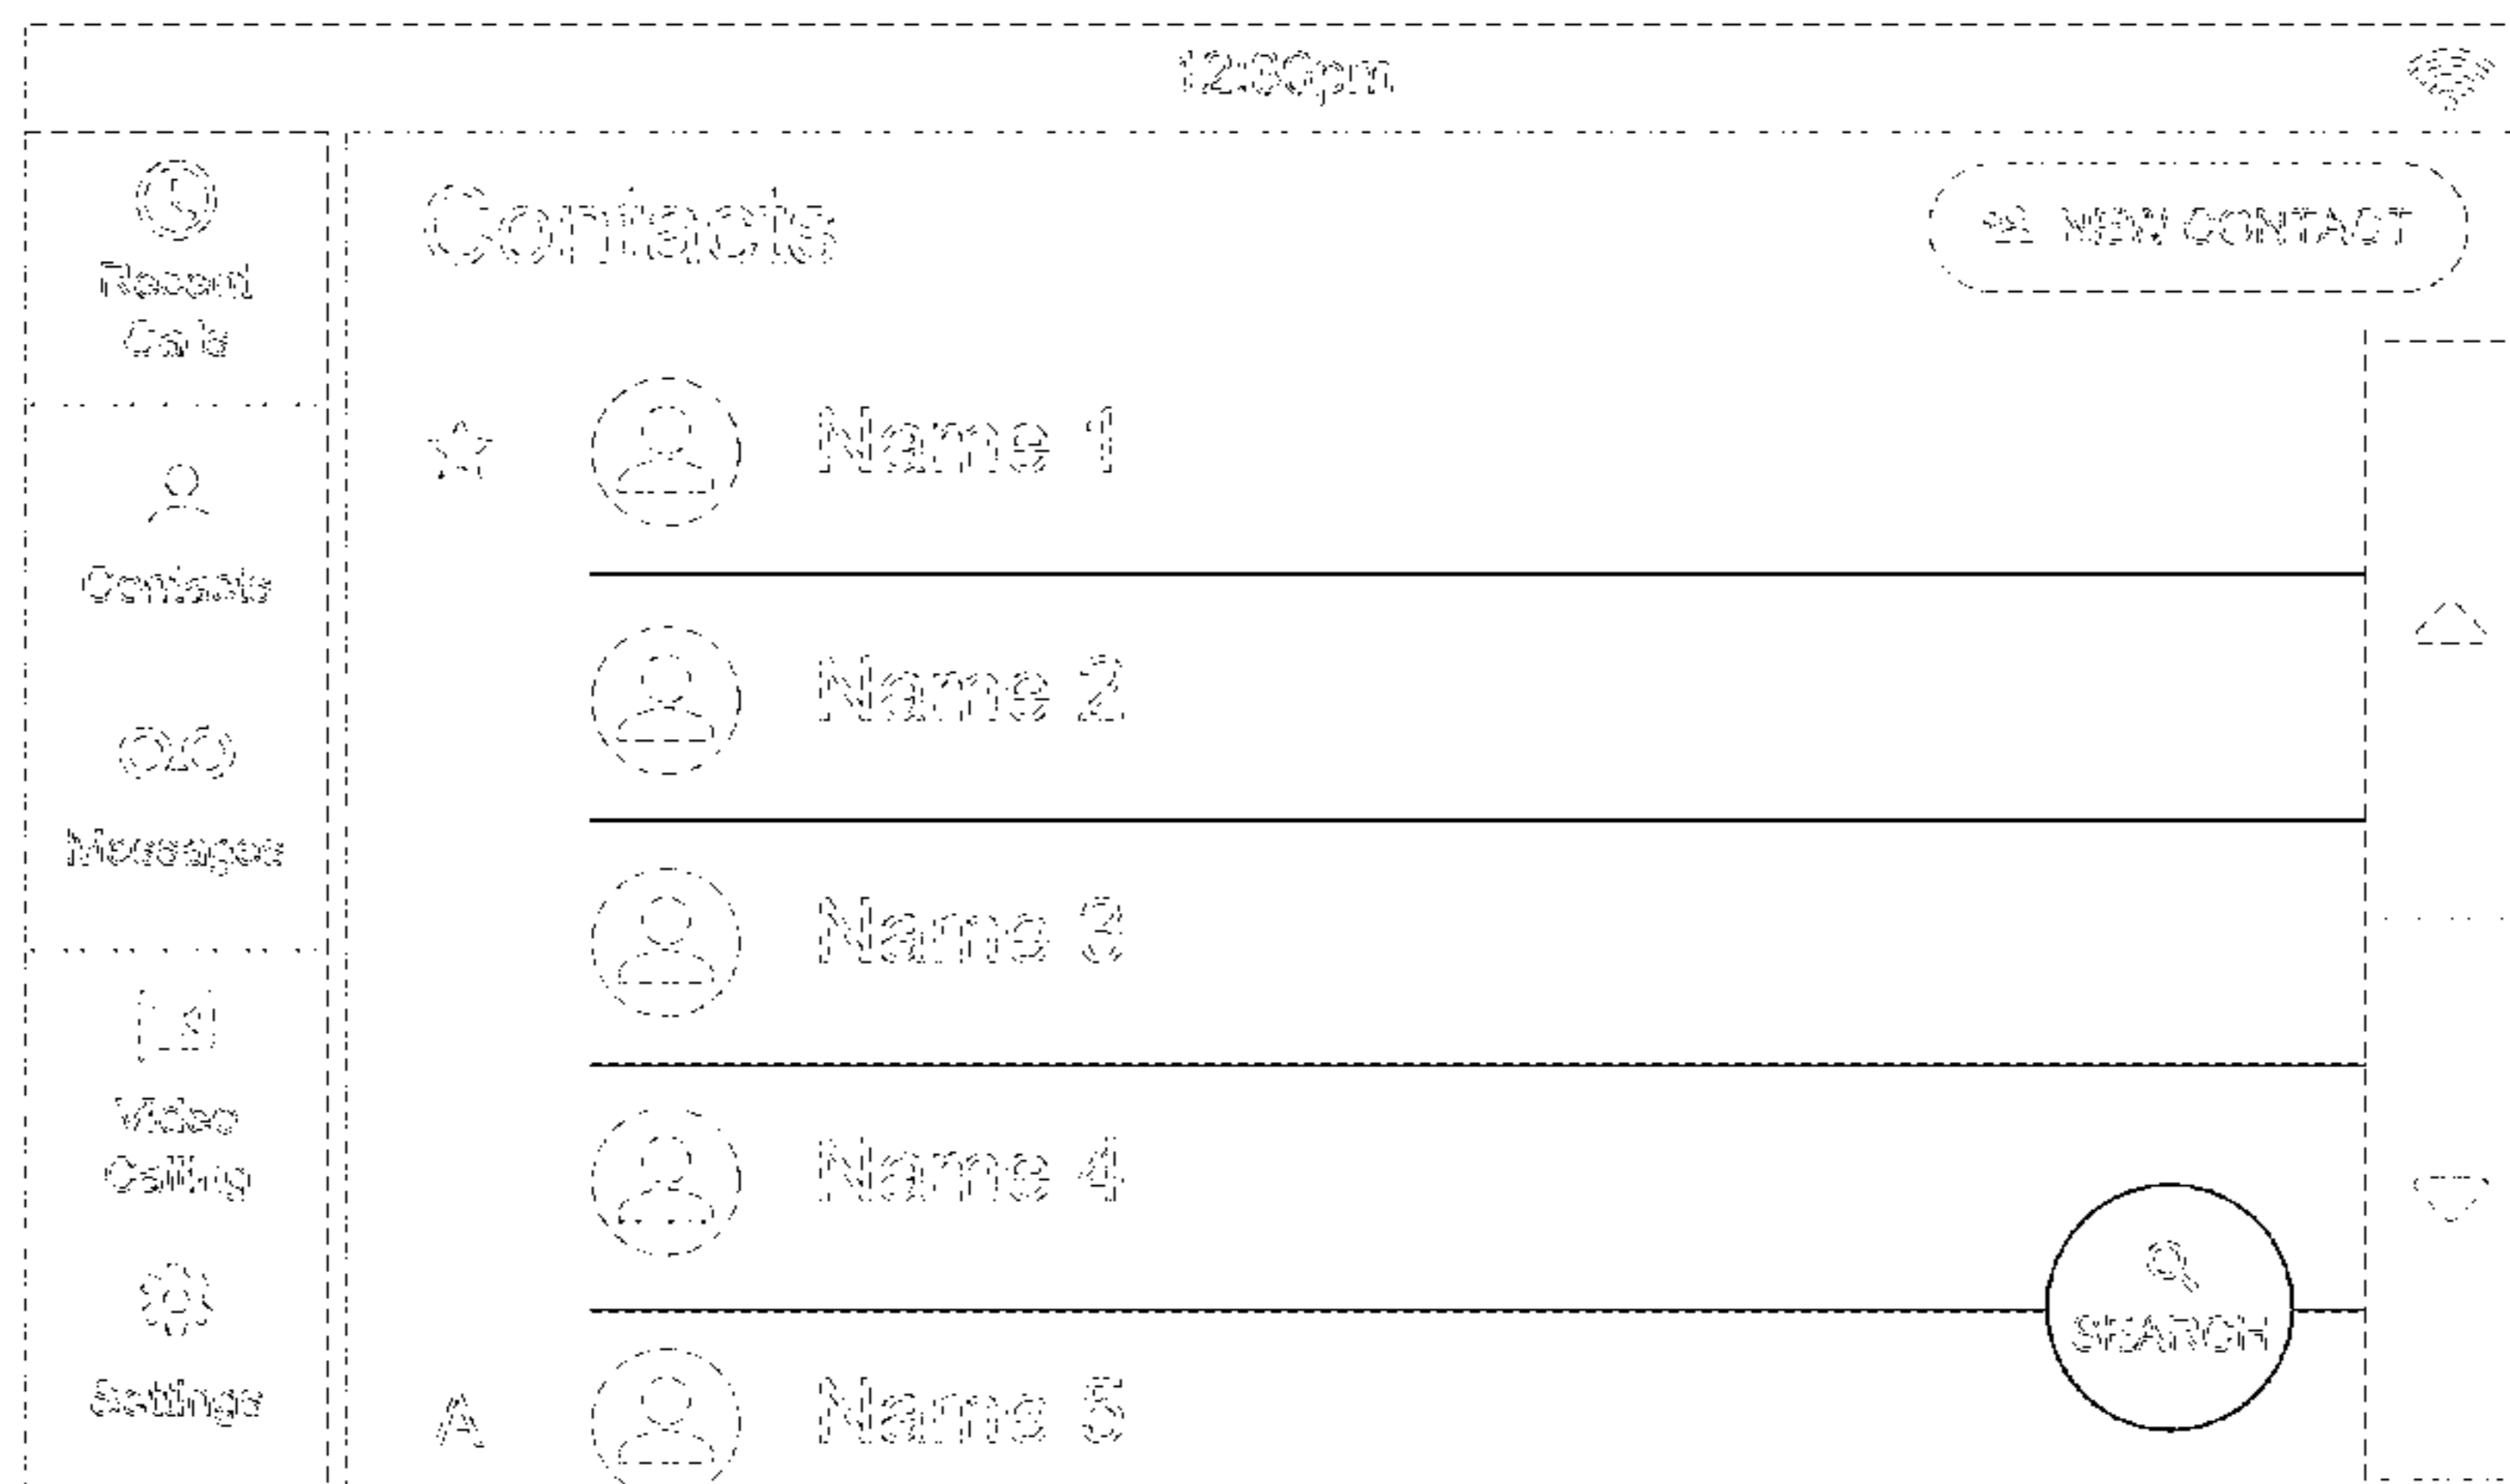 12:30pm
Recent
Calls
Contacts
Messages
Video
Calling
Settings
Contacts
NEW CONTACT
Name 1
Name 2
Name 3
Name 4
A
Name 5
SEARCH